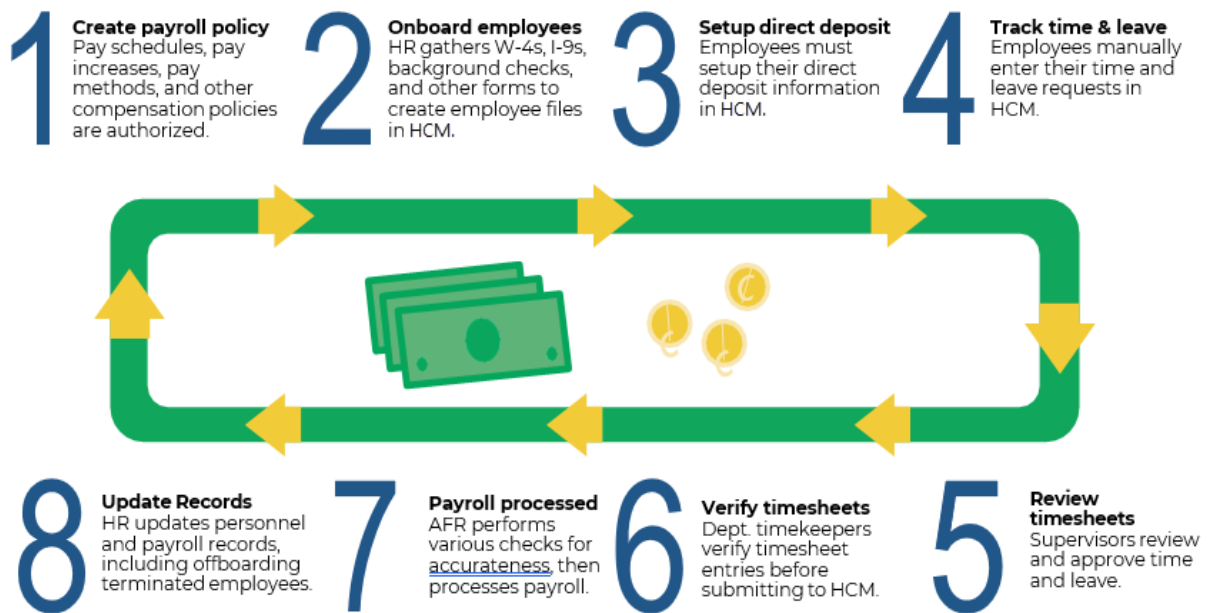 1
Create payroll policy
Pay schedules, pay
increases, pay
methods, and other
compensation policies
are authorized.
2
Onboard employees
HR gathers W-4s, I-9s,
background checks,
and other forms to
create employee files
in HCM.
3
Setup direct deposit
Employees must
setup their direct
deposit information
in HCM.
4
Track time & leave
Employees manually
enter their time and
leave requests in
HCM.
5
Review
timesheets
Supervisors review
and approve time
and leave.
6
Verify timesheets
Dept. timekeepers
verify timesheet
entries before
submitting to HCM.
7
Payroll processed
AFR performs
various checks for
accurateness, then
processes payroll.
8
Update Records
HR updates personnel
and payroll records,
including offboarding
terminated employees.